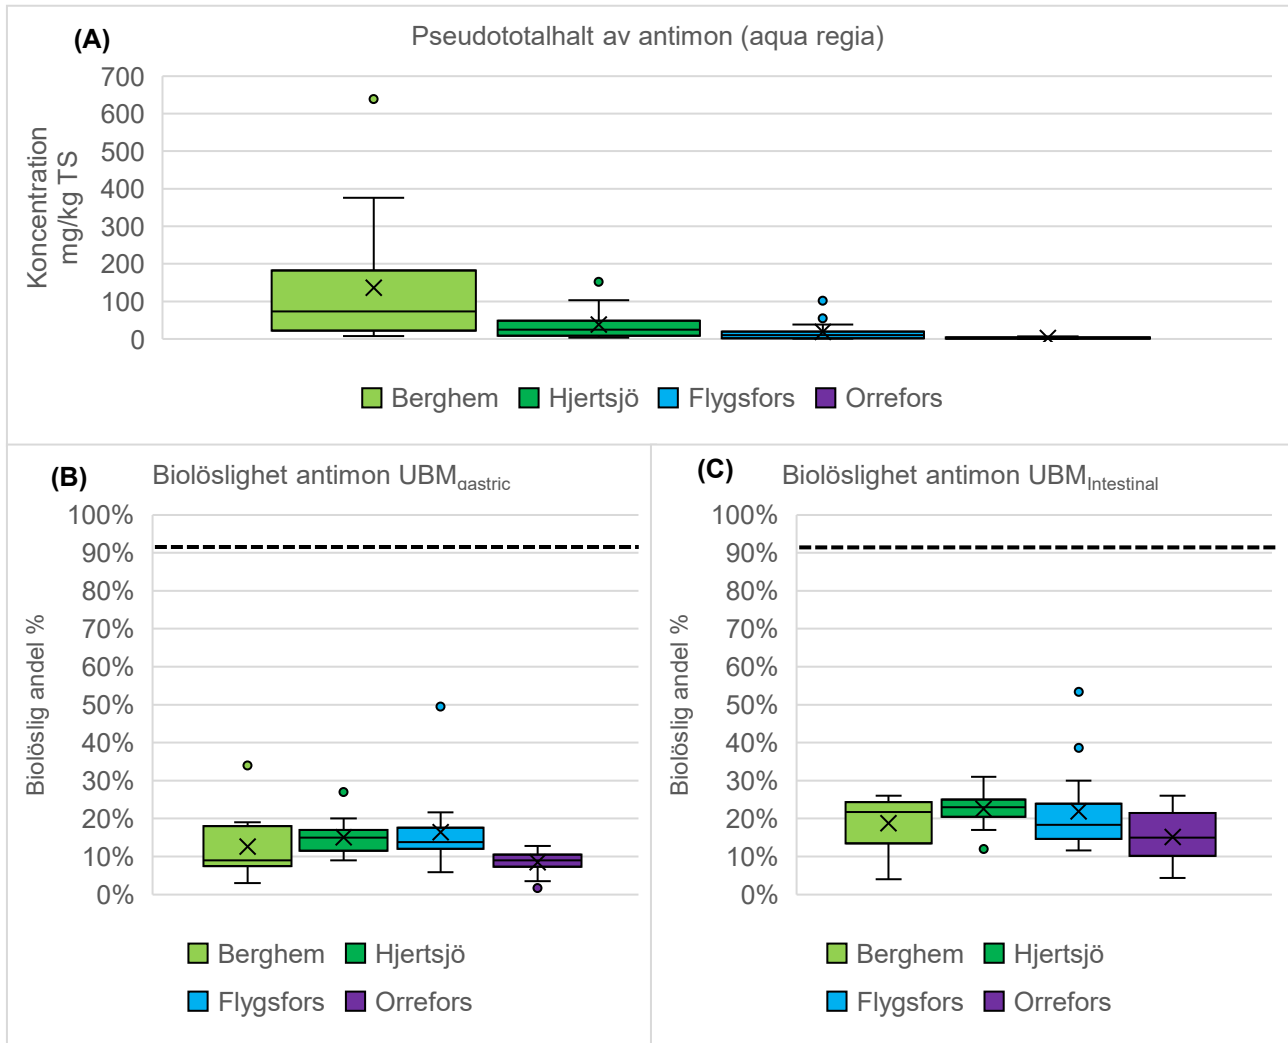 (A)
Pseudototalhalt av antimon (aqua regia)
Koncentration
mg/kg TS
700
600
500
400
300
200
100
0
Berghem Hjertsjö Flygsfors Orrefors
(B)
Biolöslighet antimon UBMgastric
Biolöslig andel %
100%
90%
80%
70%
60%
50%
40%
30%
20%
10%
0%
Berghem Hjertsjö
Flygsfors Orrefors
(C)
Biolöslighet antimon UBMIntestinal
Biolöslig andel %
100%
90%
80%
70%
60%
50%
40%
30%
20%
10%
0%
Berghem Hjertsjö
Flygsfors Orrefors